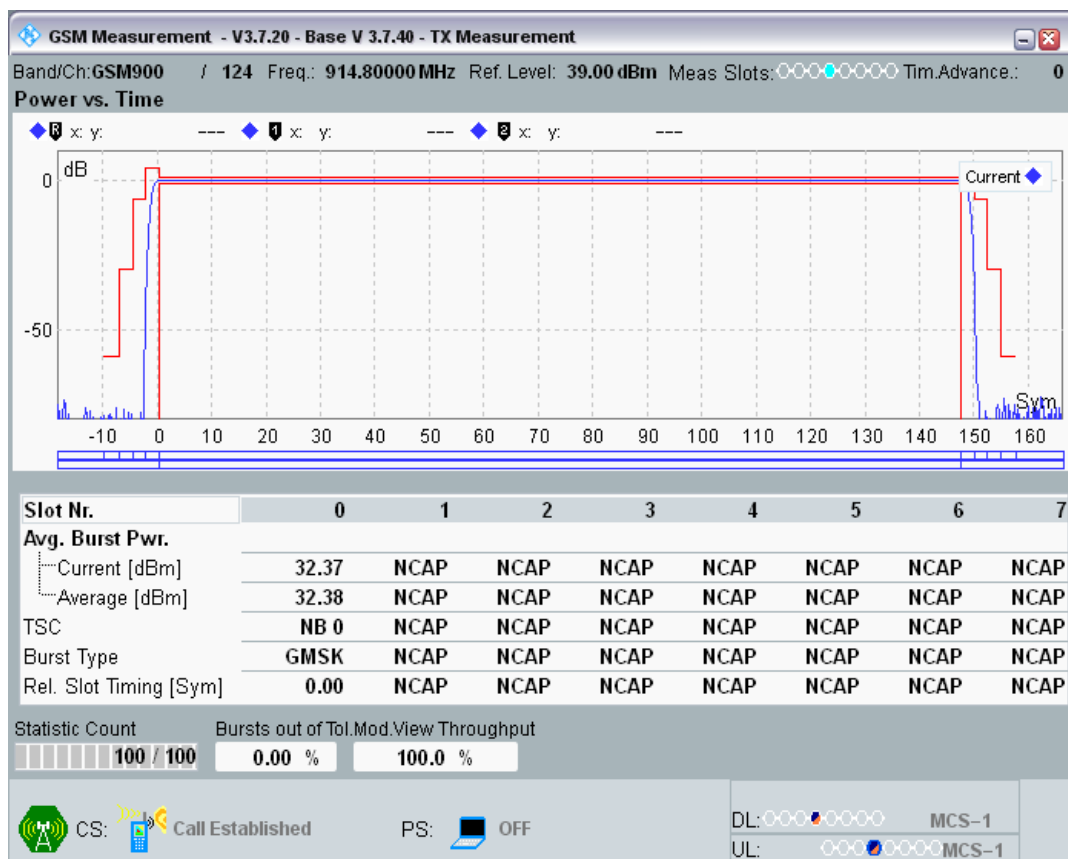 GSM Measurement - V3.7.20 - Base V 3.7.40 - TX Measurement
Band/Ch:GSM900 / 124 Freq.: 914.80000 MHz Ref. Level: 39.00 dBm Meas Slots: Tim.Advance.: 0
Power vs. Time
R x: y: --- 1 x: y: --- 2 x: y: ---
dB
Current
0
-50
Sym
-10 0 10 20 30 40 50 60 70 80 90 100 110 120 130 140 150 160
Slot Nr. 0 1 2 3 4 5 6 7
Avg. Burst Pwr.
Current [dBm] 32.37 NCAP NCAP NCAP NCAP NCAP NCAP NCAP
Average [dBm] 32.38 NCAP NCAP NCAP NCAP NCAP NCAP NCAP
TSC NB 0 NCAP NCAP NCAP NCAP NCAP NCAP NCAP
Burst Type GMSK NCAP NCAP NCAP NCAP NCAP NCAP NCAP
Rel. Slot Timing [Sym] 0.00 NCAP NCAP NCAP NCAP NCAP NCAP NCAP
Statistic Count Bursts out of Tol.Mod.View Throughput
100 / 100 0.00 % 100.0 %
CS: Call Established PS: OFF DL: MCS-1
UL: MCS-1